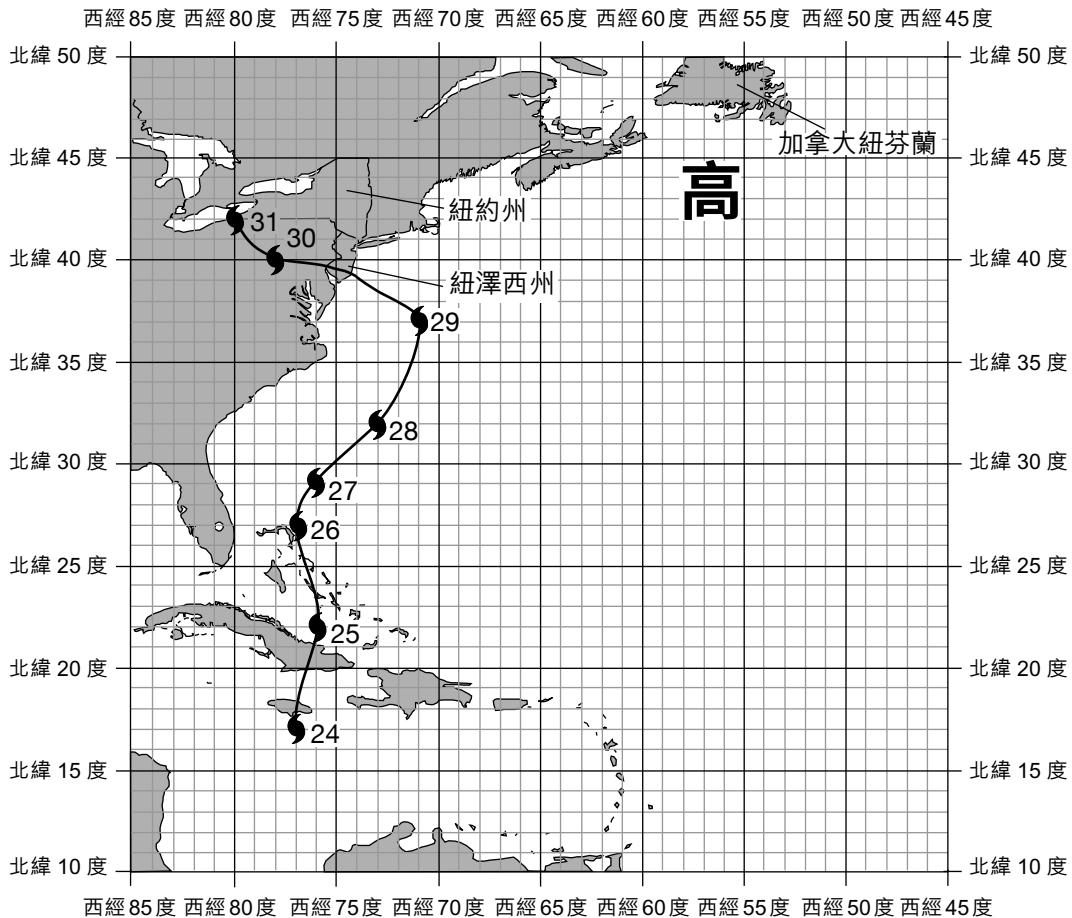 西經 85 度 西經 80 度 西經 75 度 西經 70 度 西經 65 度 西經 60 度 西經 55 度 西經 50 度 西經 45 度
北緯 50 度 北緯 50 度
加拿大紐芬蘭
北緯 45 度 北緯 45 度
高
紐約州
31
30
北緯 40 度 北緯 40 度
紐澤西州
29
北緯 35 度 北緯 35 度
28
北緯 30 度 北緯 30 度
27
26
北緯 25 度 北緯 25 度
25
北緯 20 度 北緯 20 度
24
北緯 15 度 北緯 15 度
北緯 10 度 北緯 10 度
西經 85 度 西經 80 度 西經 75 度 西經 70 度 西經 65 度 西經 60 度 西經 55 度 西經 50 度 西經 45 度